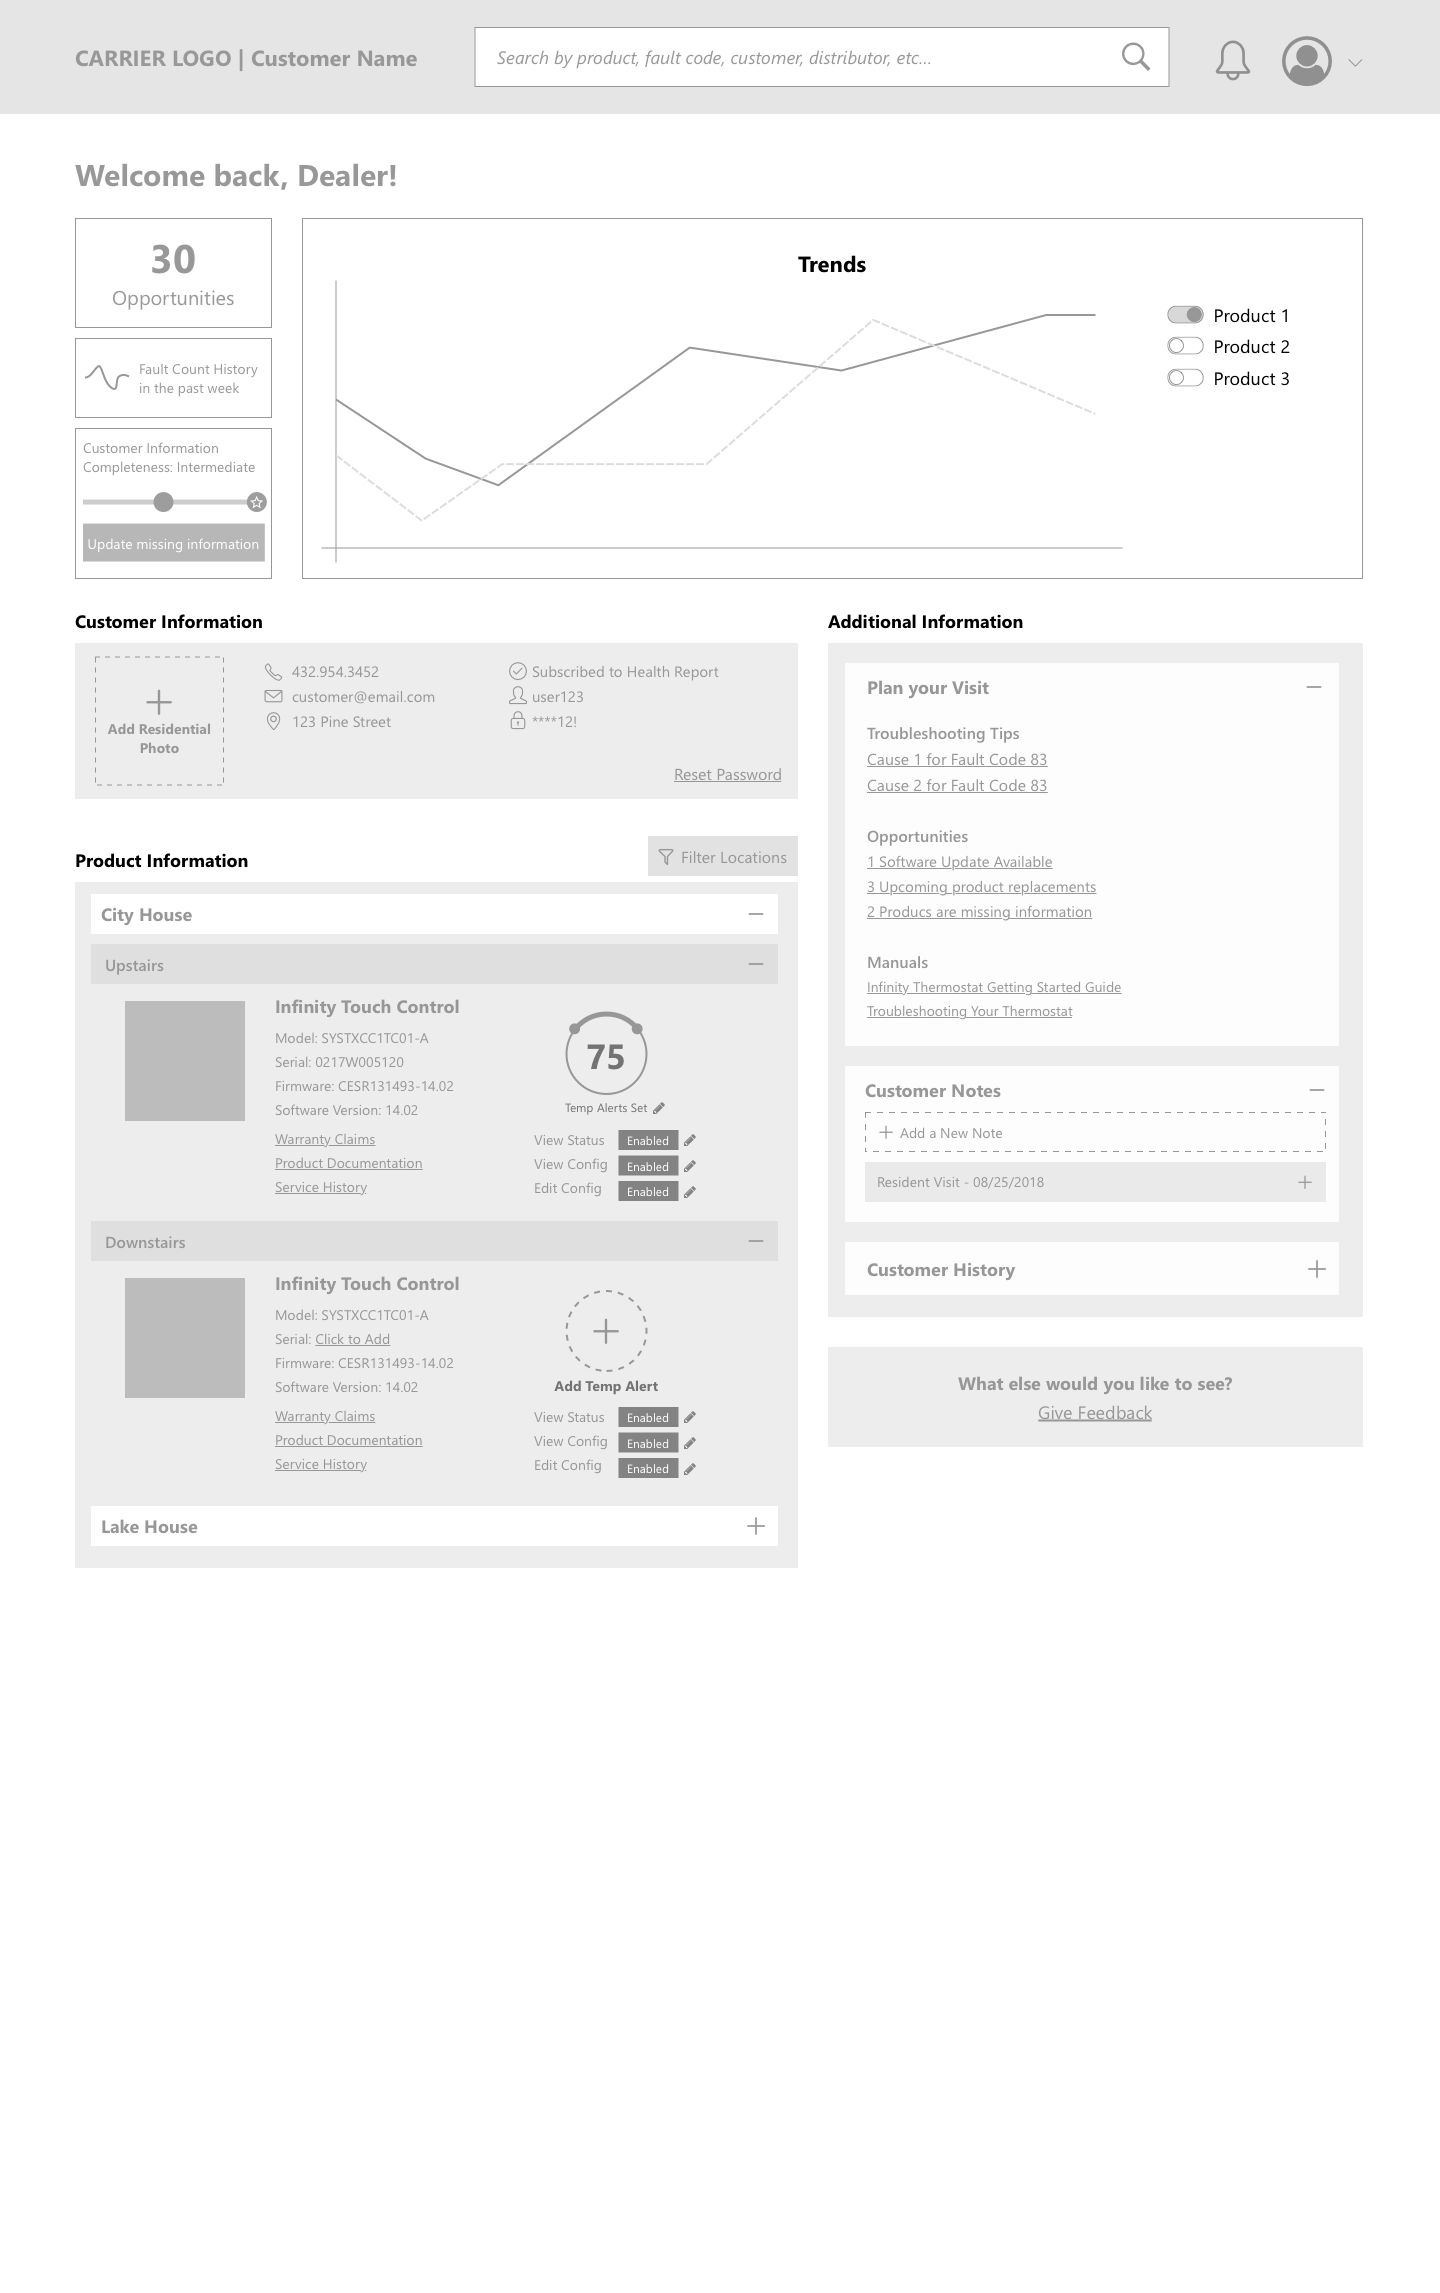 CARRIER LOGO | Customer Name
Search by product, fault code, customer, distributor, etc...
Welcome back, Dealer!
30
Opportunities
Fault Count History
in the past week
Customer Information
Completeness: Intermediate
Update missing information
Trends
Product 1
Product 2
Product 3
Customer Information
Add Residential
Photo
432.954.3452
customer@email.com
123 Pine Street
Subscribed to Health Report
user123
****12!
Reset Password
Product Information
Filter Locations
City House
Upstairs
Infinity Touch Control
Model: SYSTXCC1TC01-A
Serial: 0217W005120
Firmware: CESR131493-14.02
Software Version: 14.02
Warranty Claims
Product Documentation
Service History
75
Temp Alerts Set
View Status Enabled
View Config Enabled
Edit Config Enabled
Downstairs
Infinity Touch Control
Model: SYSTXCC1TC01-A
Serial: Click to Add
Firmware: CESR131493-14.02
Software Version: 14.02
Warranty Claims
Product Documentation
Service History
Add Temp Alert
View Status Enabled
View Config Enabled
Edit Config Enabled
Lake House
Additional Information
Plan your Visit
Troubleshooting Tips
Cause 1 for Fault Code 83
Cause 2 for Fault Code 83
Opportunities
1 Software Update Available
3 Upcoming product replacements
2 Producs are missing information
Manuals
Infinity Thermostat Getting Started Guide
Troubleshooting Your Thermostat
Customer Notes
Add a New Note
Resident Visit - 08/25/2018
Customer History
What else would you like to see?
Give Feedback